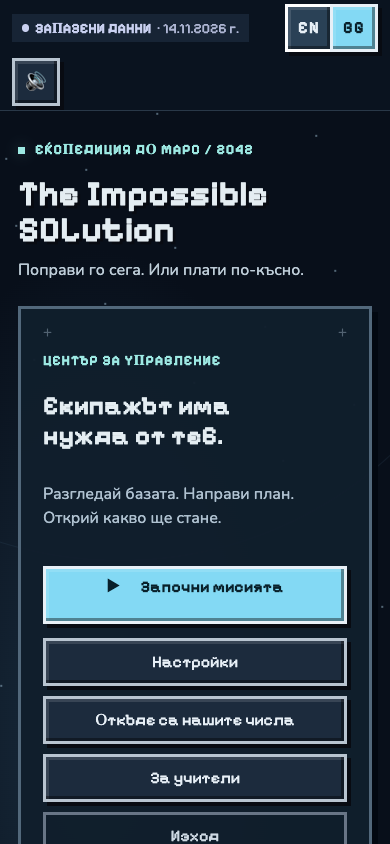 ЗАПАЗЕНИ ДАННИ · 14.11.2026 г.
EN BG
ЕКСПЕДИЦИЯ ДО МАРС / 2048
The Impossible
SOLution
Поправи го сега. Или плати по-късно.
ЦЕНТЪР ЗА УПРАВЛЕНИЕ
Екипажът има
нужда от теб.
Разгледай базата. Направи план.
Открий какво ще стане.
Започни мисията
Настройки
Откъде са нашите числа
За учители
Изход